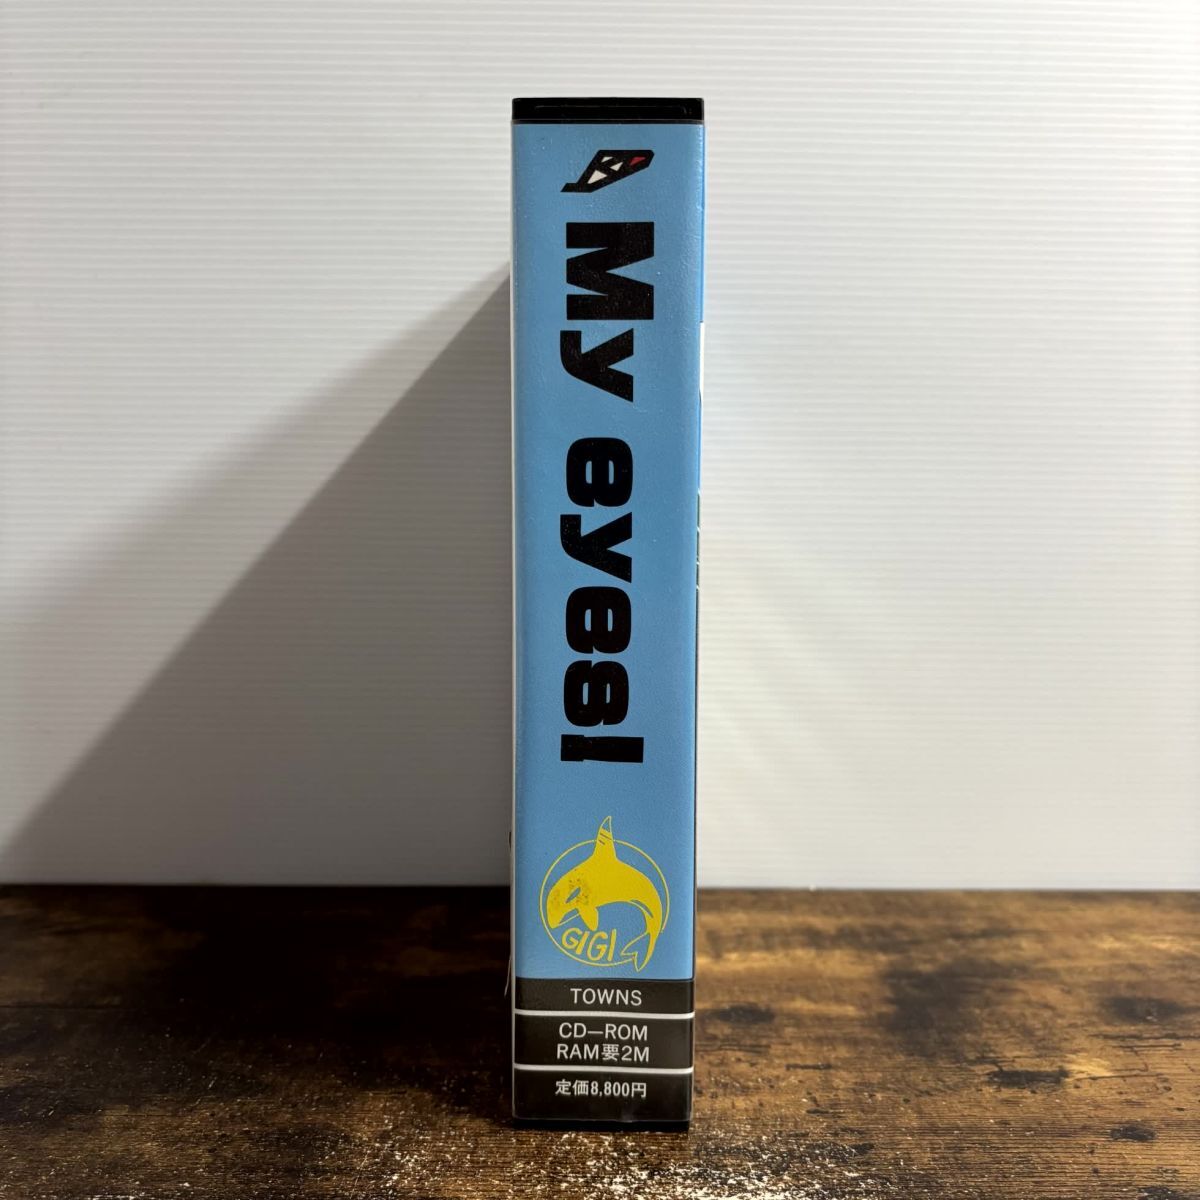 My eyes!
GIGI
TOWNS
CD-ROM
RAM要2M
定価8,800円